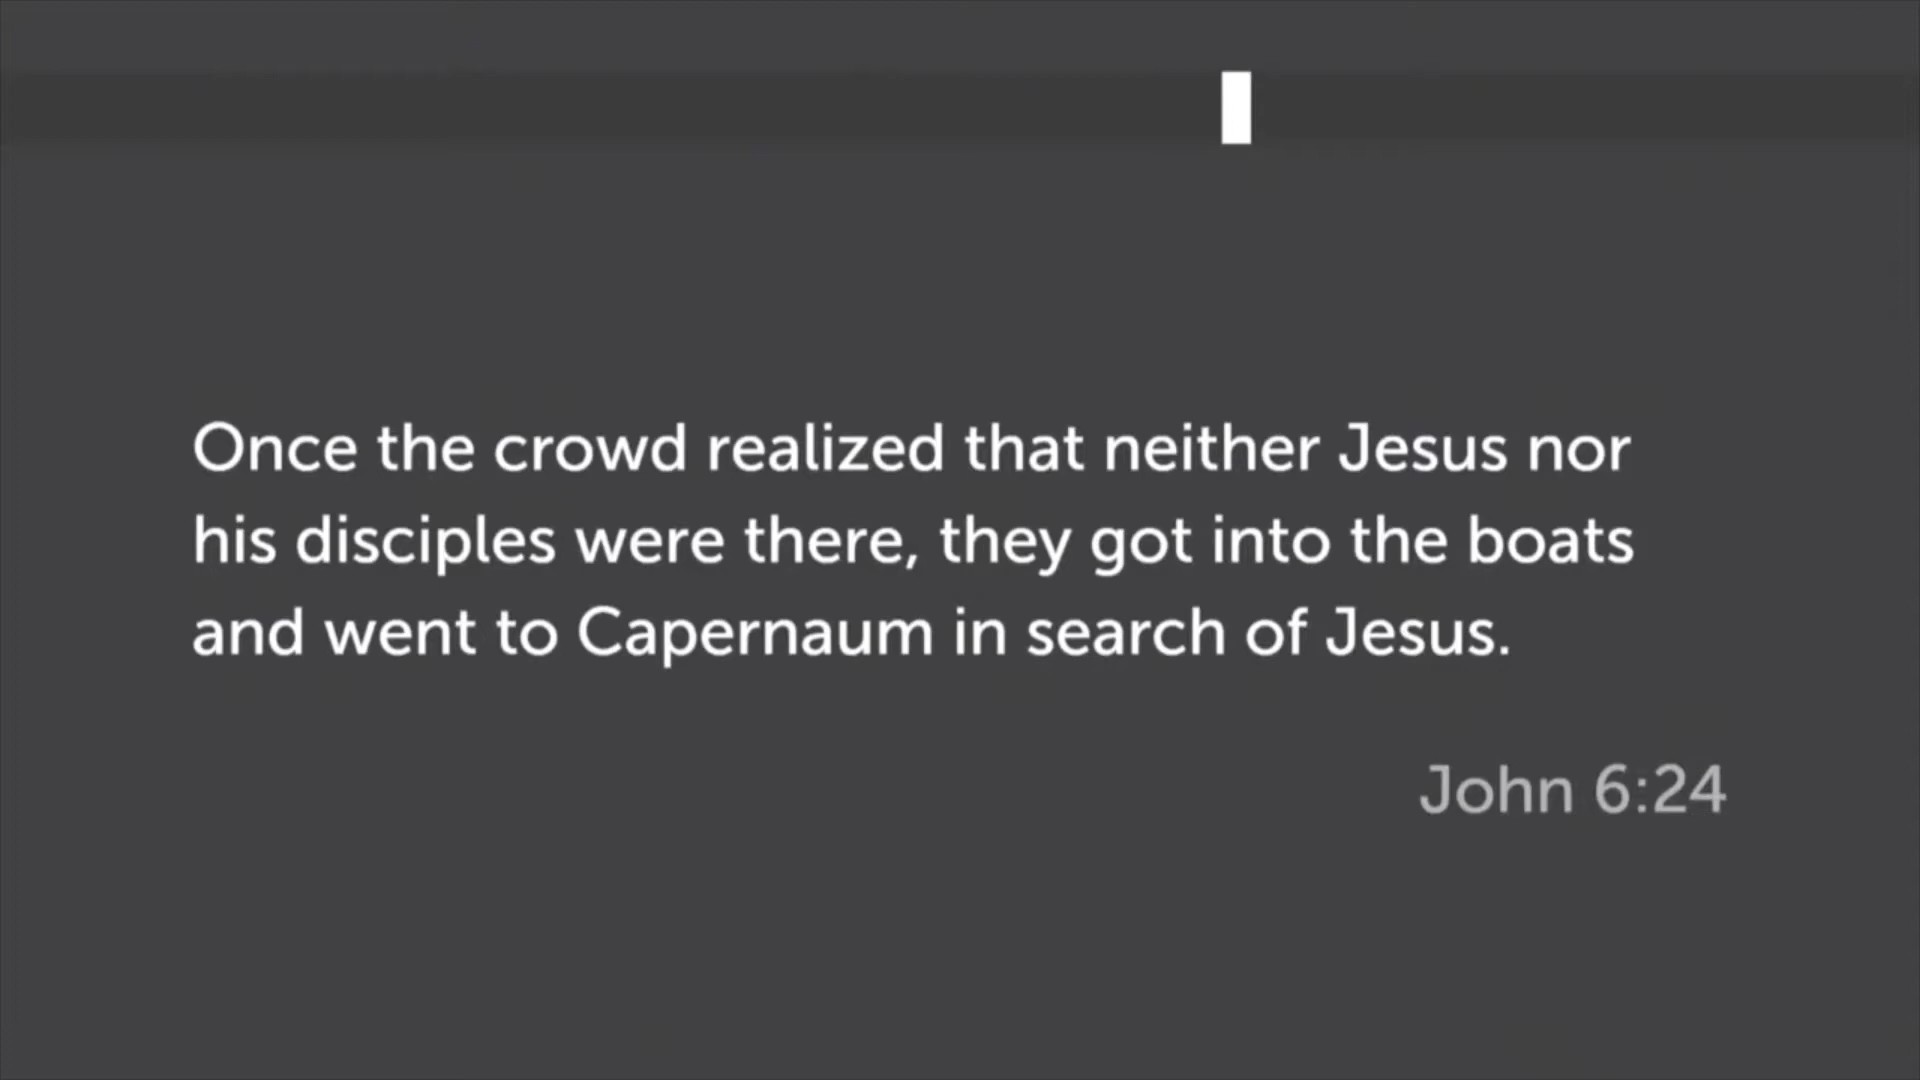 Once the crowd realized that neither Jesus nor
his disciples were there, they got into the boats
and went to Capernaum in search of Jesus.
John 6:24